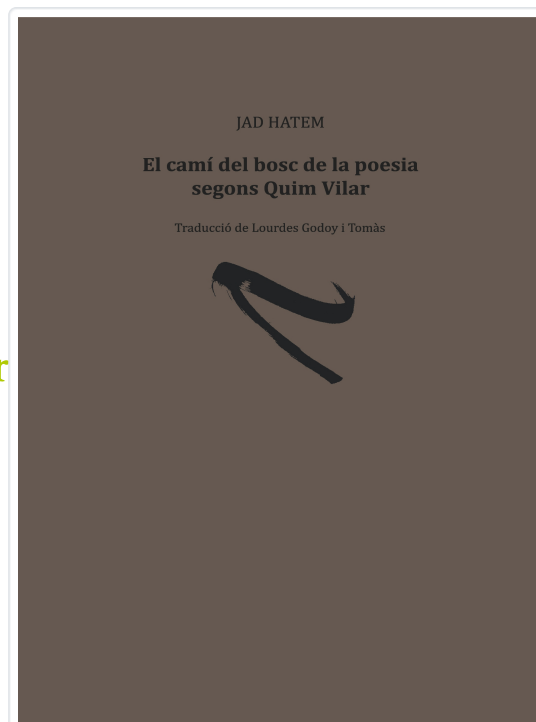 JAD HATEM
El camí del bosc de la poesia
segons Quim Vilar
Traducció de Lourdes Godoy i Tomàs